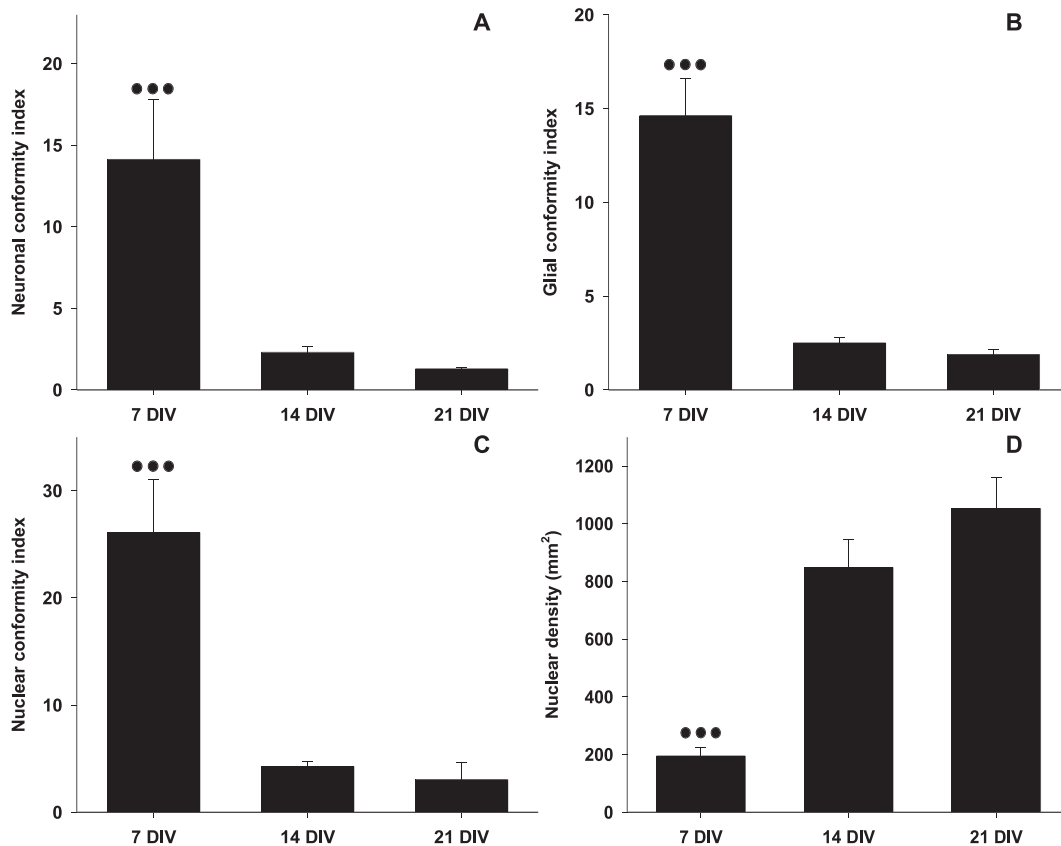 A
Neuronal conformity index
20
15
10
5
0
7 DIV
14 DIV
21 DIV
B
Glial conformity index
20
15
10
5
0
7 DIV
14 DIV
21 DIV
C
Nuclear conformity index
30
20
10
0
7 DIV
14 DIV
21 DIV
D
Nuclear density (mm²)
1200
1000
800
600
400
200
0
7 DIV
14 DIV
21 DIV